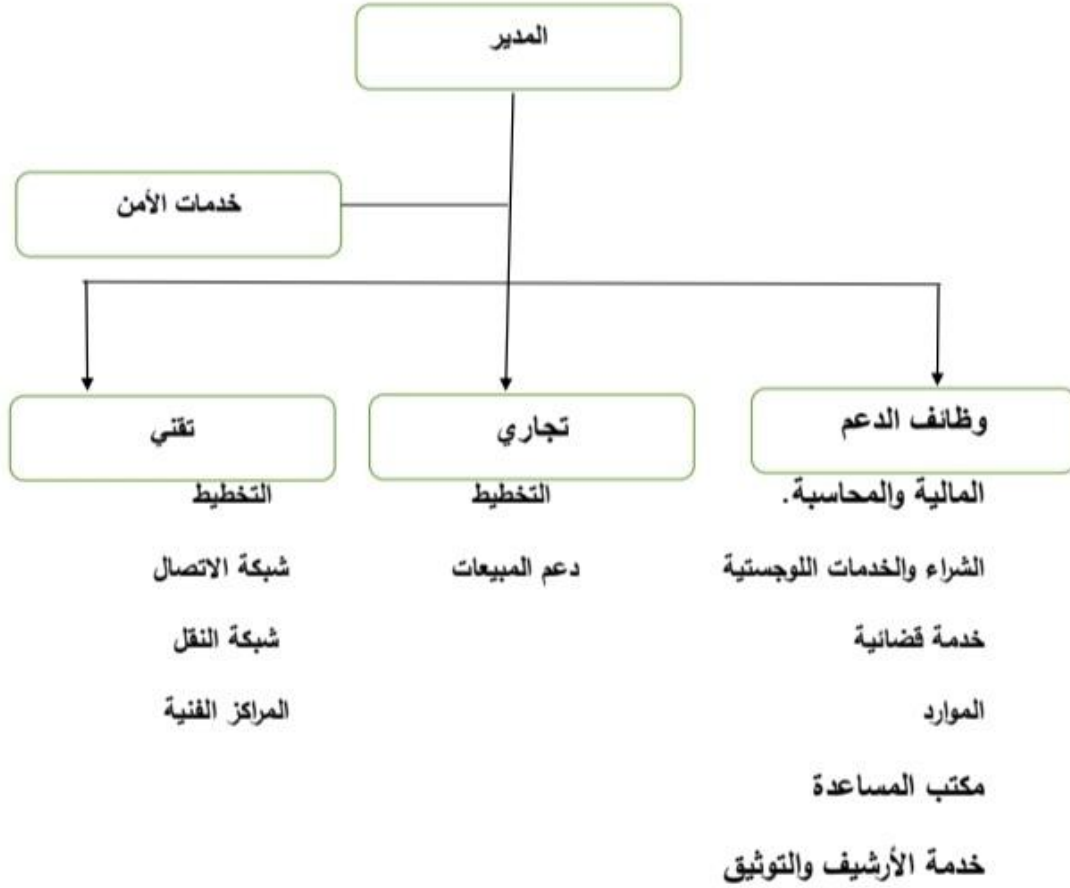 المدير
خدمات الأمن
وظائف الدعم
تجاري
تقني
المالية والمحاسبة.
التخطيط
التخطيط
الشراء والخدمات اللوجستية
دعم المبيعات
شبكة الاتصال
خدمة قضائية
شبكة النقل
الموارد
المراكز الفنية
مكتب المساعدة
خدمة الأرشيف والتوثيق